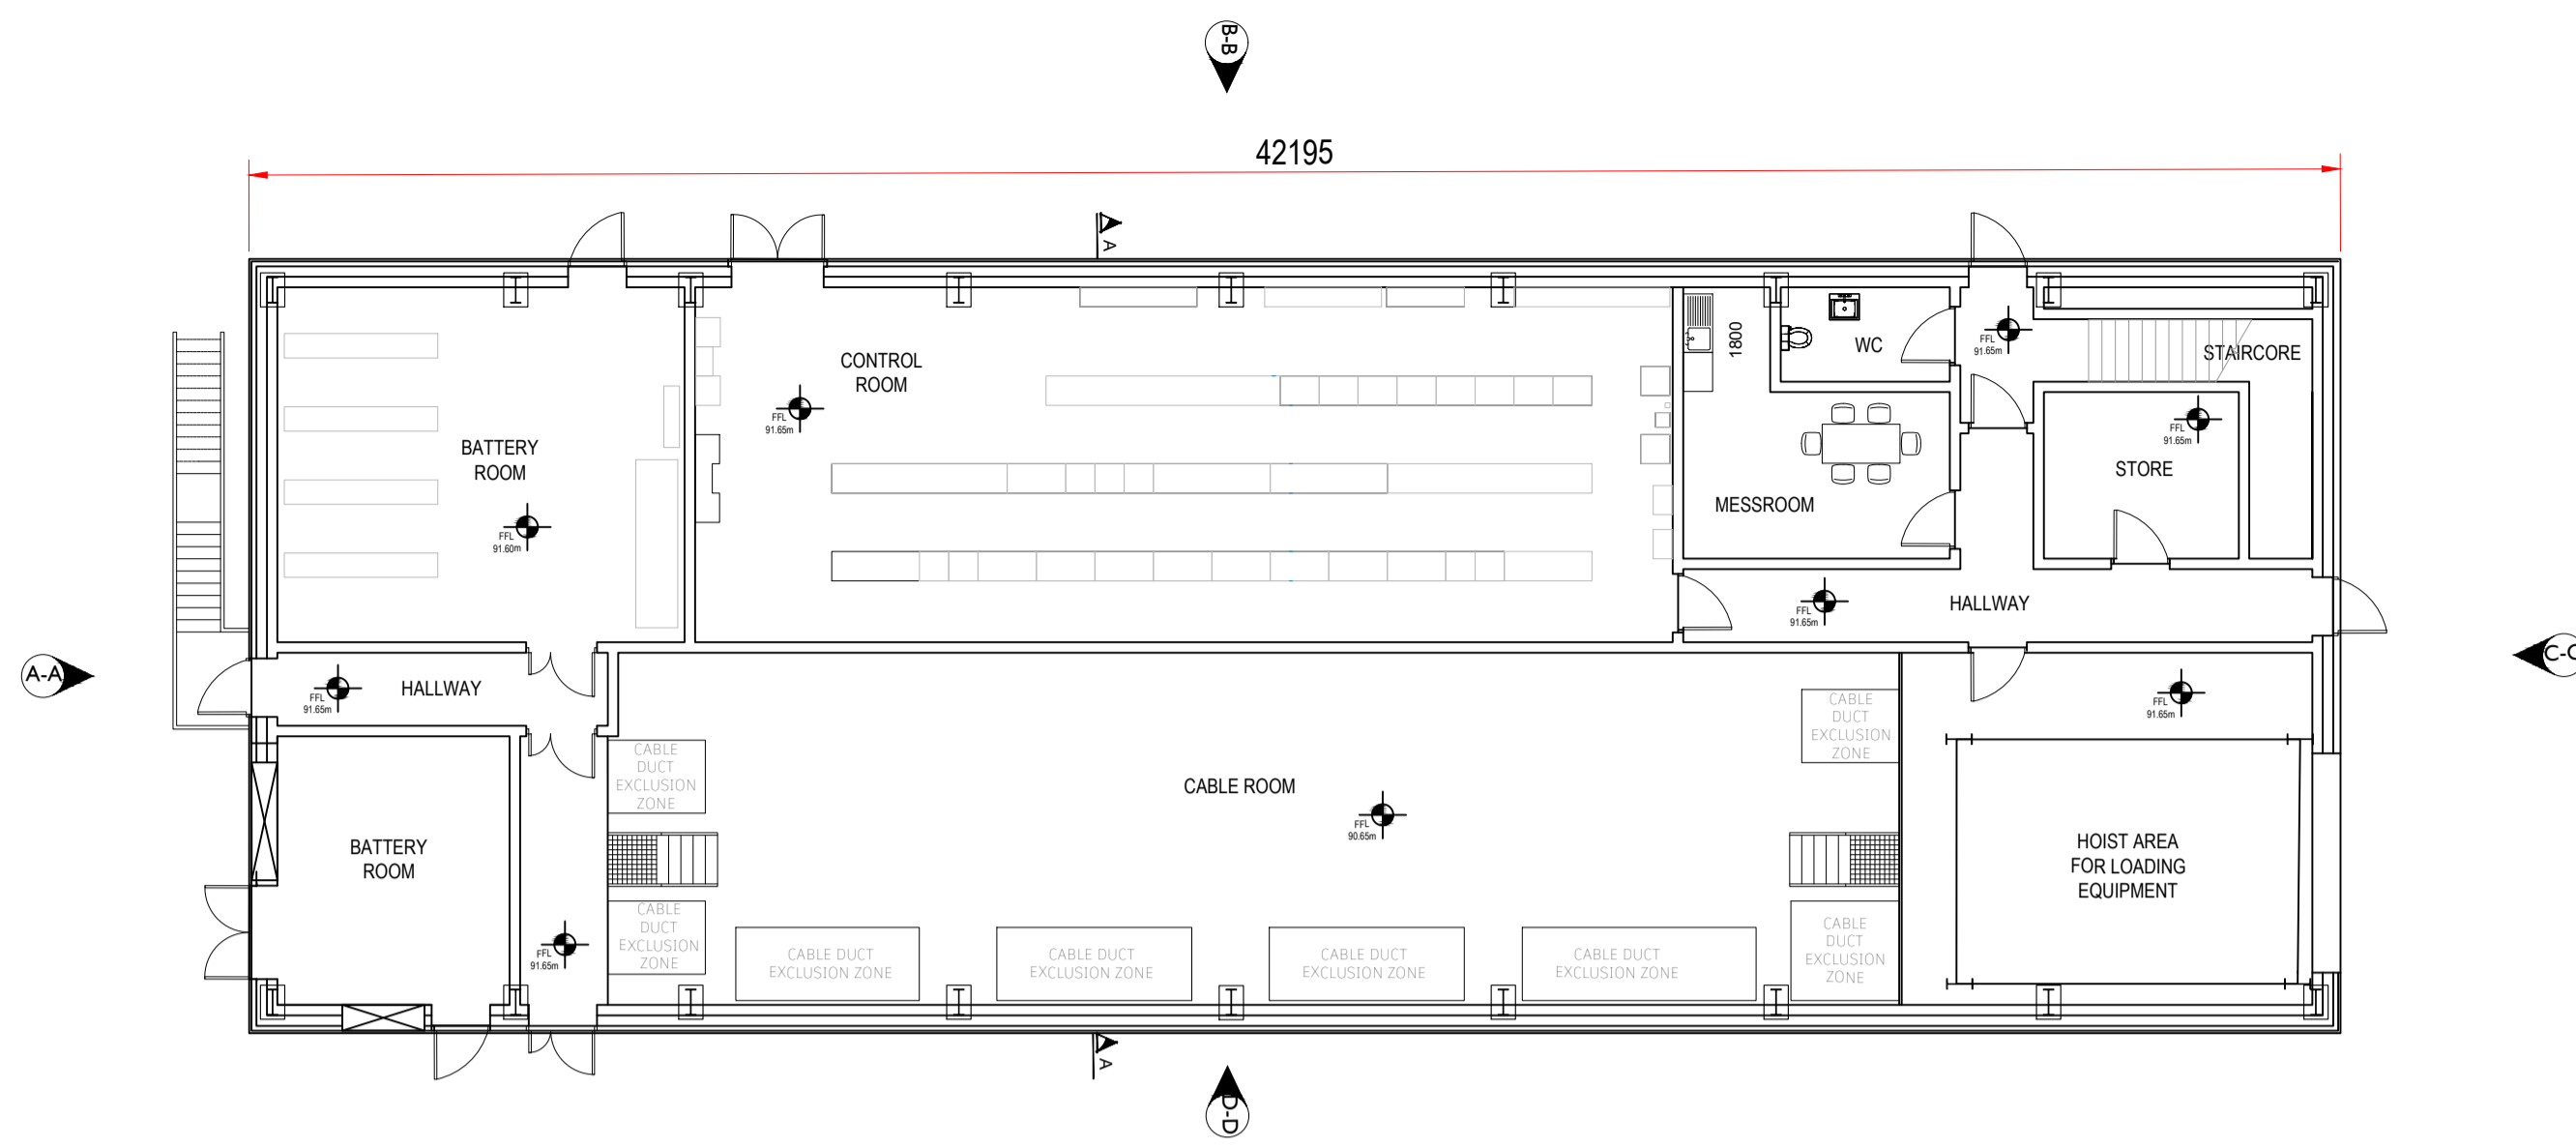 B-B
42195
A
CONTROL
ROOM
FFL
91.65m
BATTERY
ROOM
FFL
91.60m
1800
WC
FFL
91.65m
STAIRCORE
FFL
91.65m
STORE
MESSROOM
HALLWAY
FFL
91.65m
A-A
HALLWAY
FFL
91.65m
C-C
FFL
91.65m
CABLE
DUCT
EXCLUSION
ZONE
CABLE
DUCT
EXCLUSION
ZONE
CABLE ROOM
FFL
90.65m
BATTERY
ROOM
HOIST AREA
FOR LOADING
EQUIPMENT
CABLE
DUCT
EXCLUSION
ZONE
FFL
91.65m
CABLE DUCT
EXCLUSION ZONE
CABLE DUCT
EXCLUSION ZONE
CABLE DUCT
EXCLUSION ZONE
CABLE DUCT
EXCLUSION ZONE
CABLE
DUCT
EXCLUSION
ZONE
A
D-D